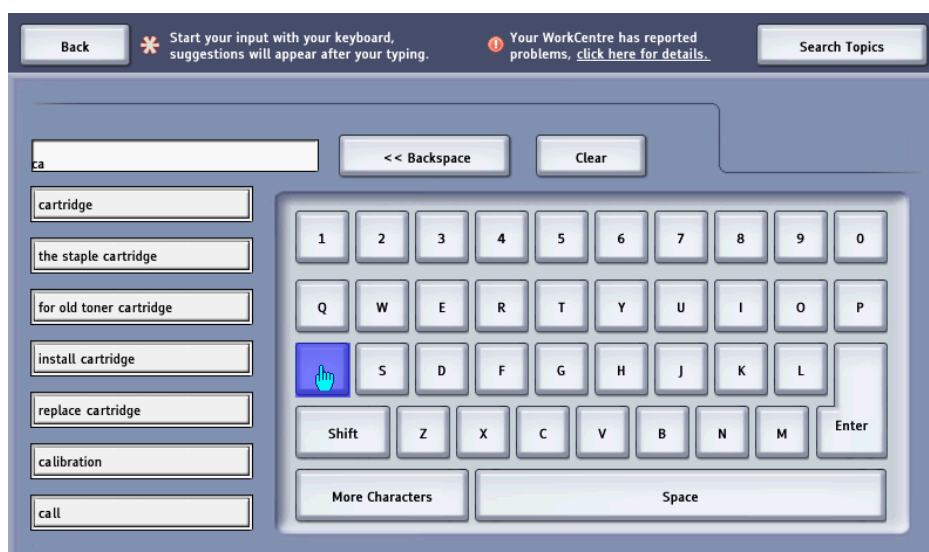 Back
Start your input with your keyboard,
suggestions will appear after your typing.
Your WorkCentre has reported
problems, click here for details.
Search Topics
ca
<< Backspace
Clear
cartridge
the staple cartridge
for old toner cartridge
install cartridge
replace cartridge
calibration
call
1 2 3 4 5 6 7 8 9 0
Q W E R T Y U I O P
S D F G H J K L
Enter
Shift Z X C V B N M
More Characters Space